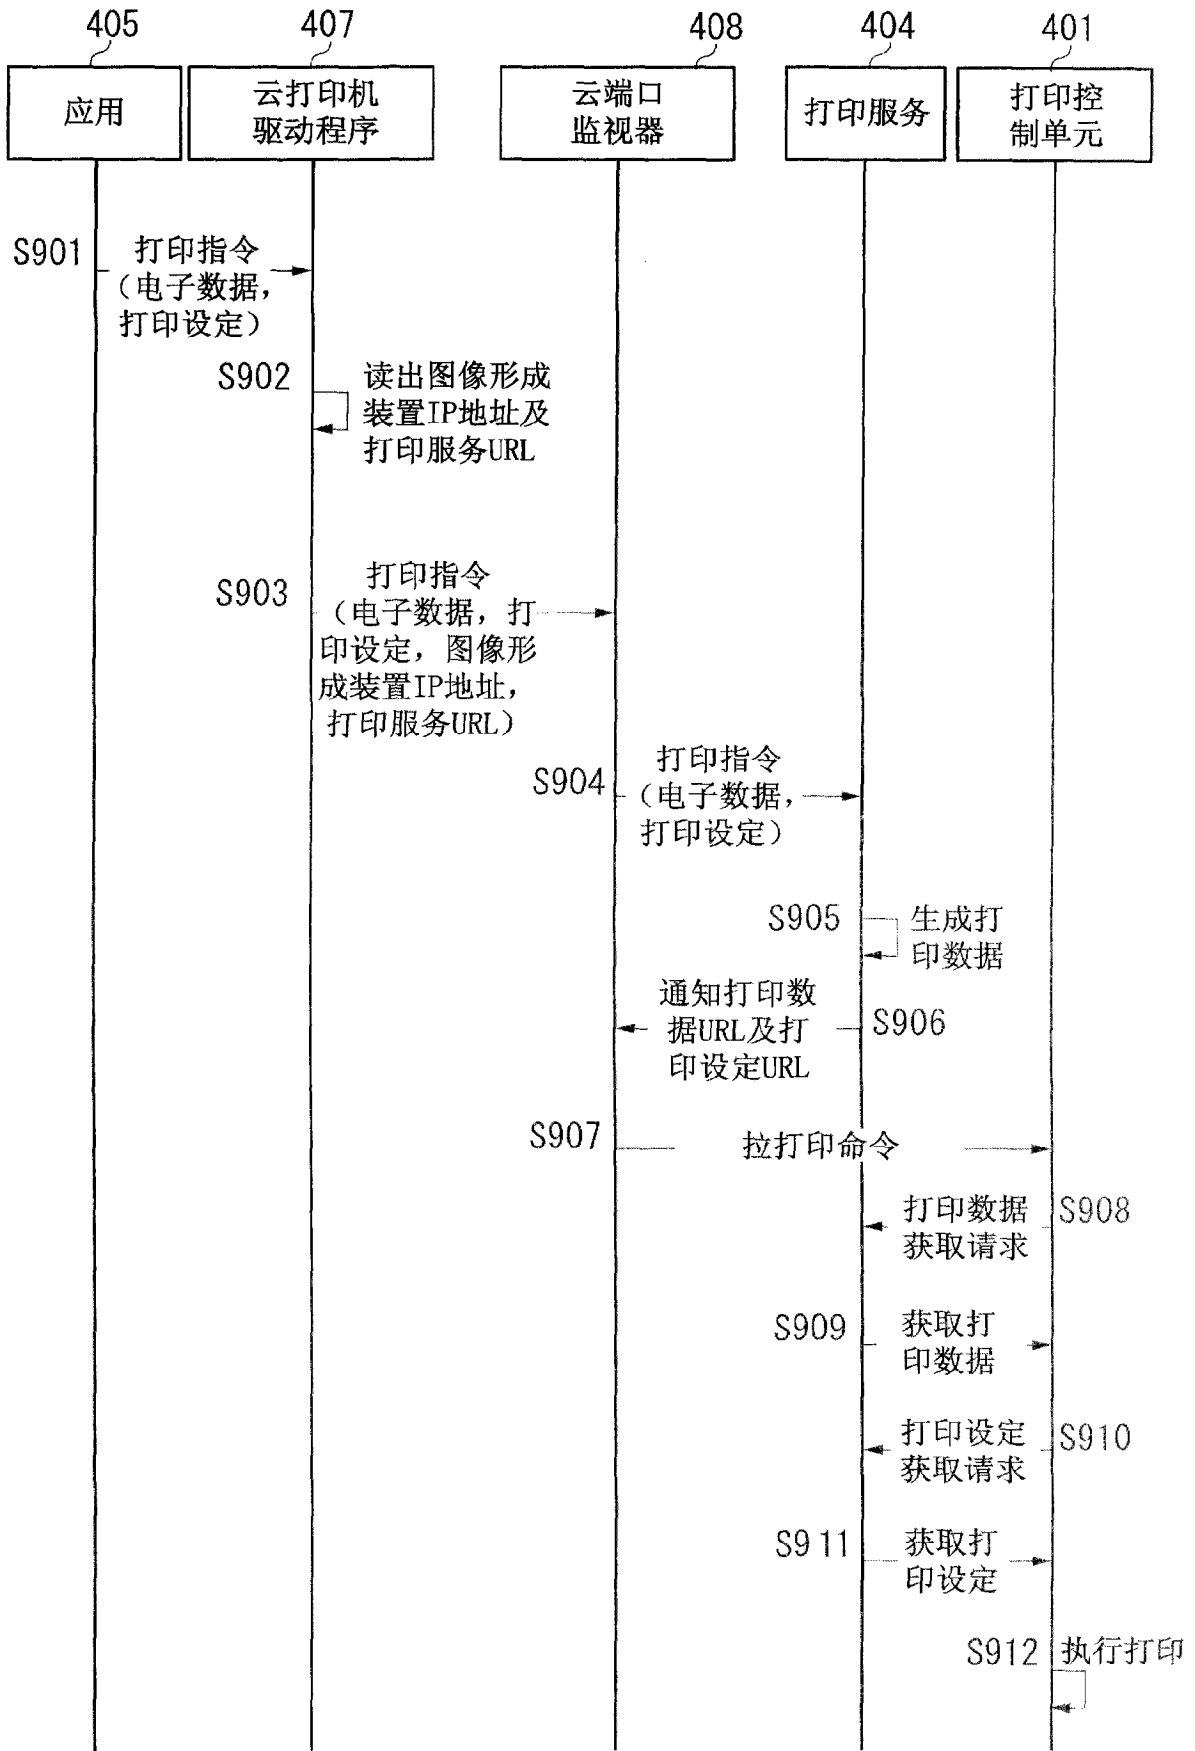 405
407
408
404
401
应用
云打印机
驱动程序
云端口
监视器
打印服务
打印控
制单元
S901
打印指令
（电子数据，
打印设定）
S902
读出图像形成
装置IP地址及
打印服务URL
S903
打印指令
（电子数据，打
印设定，图像形
成装置IP地址，
打印服务URL）
S904
打印指令
（电子数据，
打印设定）
S905
生成打
印数据
通知打印数
据URL及打
印设定URL
S906
S907
拉打印命令
打印数据
获取请求
S908
S909
获取打
印数据
打印设定
获取请求
S910
S911
获取打
印设定
S912
执行打印